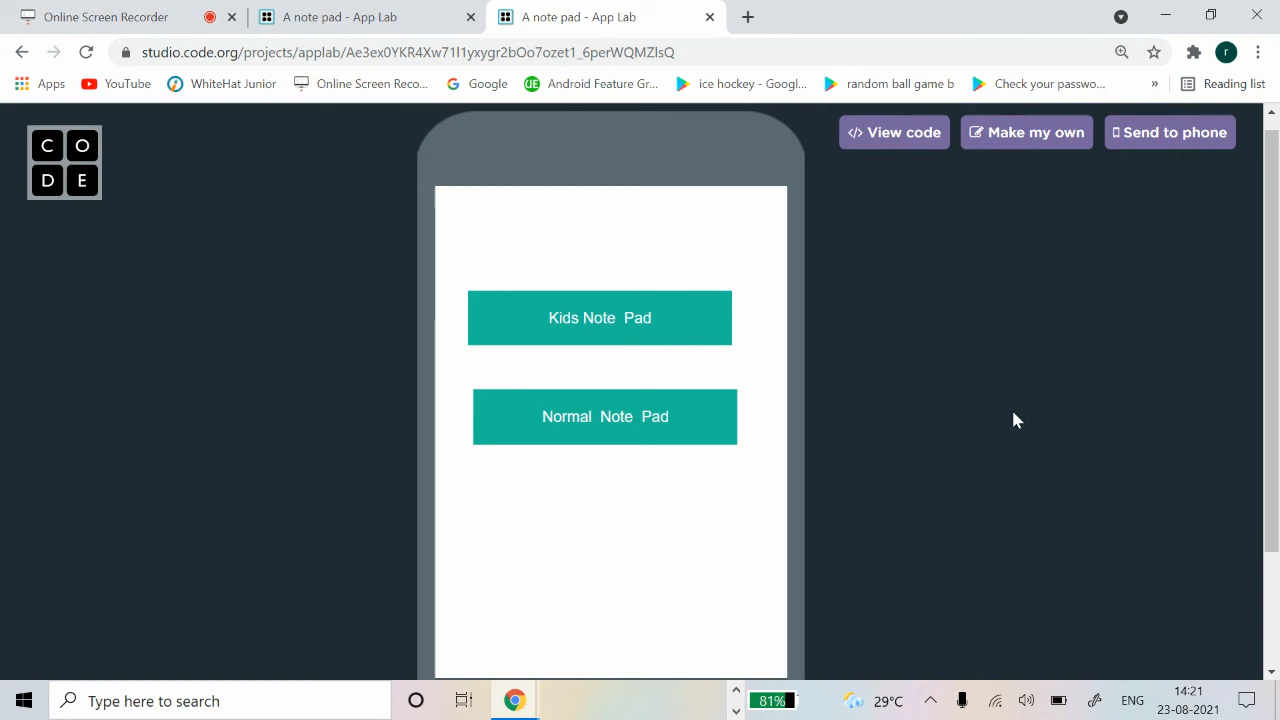 Online Screen Recorder
A note pad - App Lab
A note pad - App Lab
studio.code.org/projects/applab/Ae3ex0YKR4Xw71l1yxygr2bOo7ozet1_6perWQMZlsQ
r
Apps
YouTube
WhiteHat Junior
Online Screen Reco...
Google
UE
Android Feature Gr...
ice hockey - Googl...
random ball game b
Check your passwo...
»
Reading list
C O
D E
</> View code
Make my own
Send to phone
Kids Note Pad
Normal Note Pad
Type here to search
81%
29°C
ENG
14:21
23-08-2021